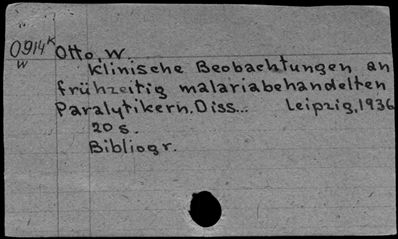 0914K Otto, W.
W
Klinische Beobachtungen an
frühzeitig malariabehandelten
Paralytikern. Diss... Leipzig, 1936
20 s.
Bibliogr.